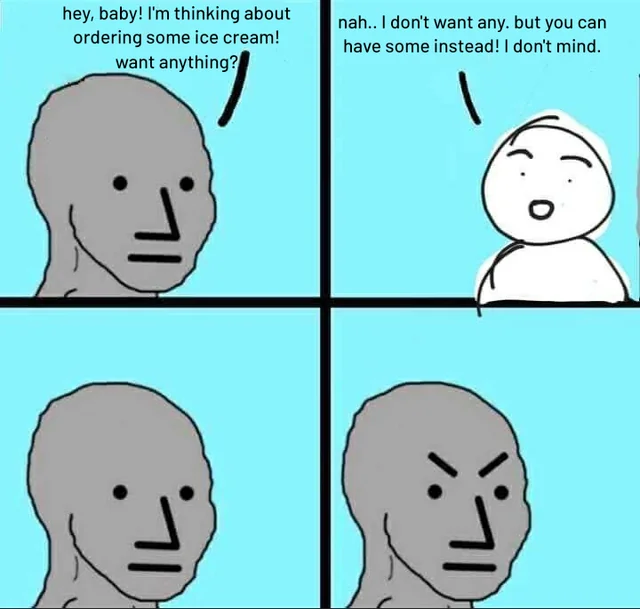 hey, baby! I'm thinking about
ordering some ice cream!
want anything?
nah.. I don't want any. but you can
have some instead! I don't mind.